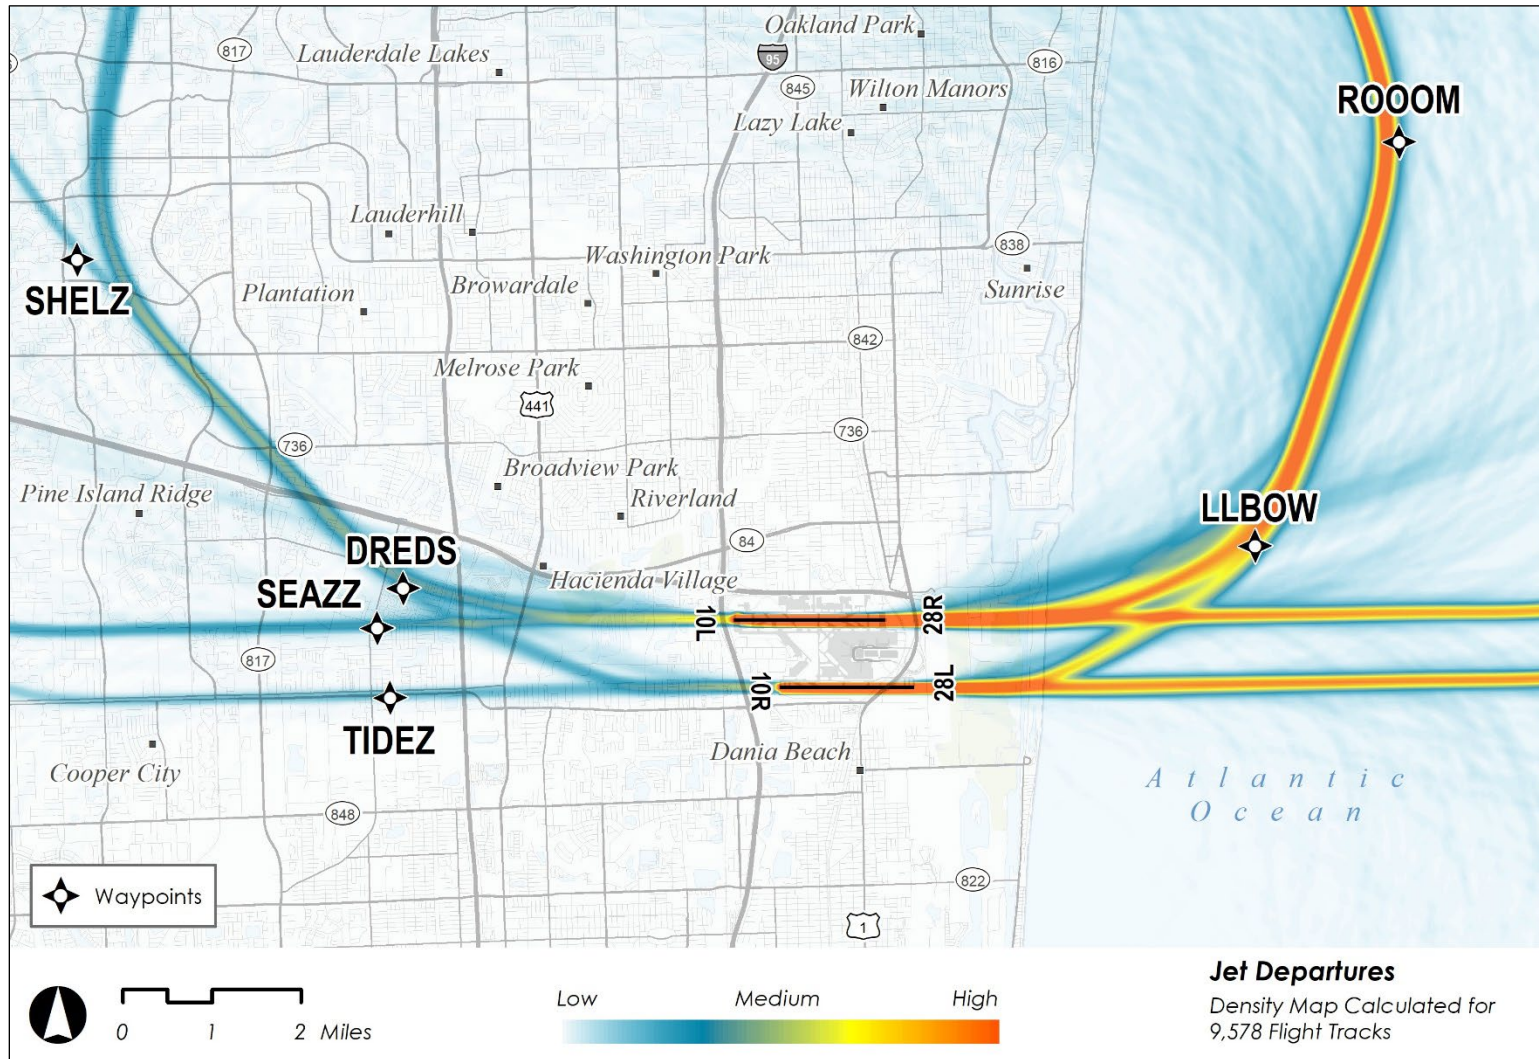 Oakland Park
817
Lauderdale Lakes
95
816
845
Wilton Manors
ROOOM
Lazy Lake
Lauderhill
838
Washington Park
SHELZ
Plantation
Browardale
Sunrise
842
Melrose Park
441
736
736
Broadview Park
Pine Island Ridge
Riverland
LLBOW
84
DREDS
Hacienda Village
SEAZZ
10L
28R
817
10R
28L
TIDEZ
Dania Beach
Cooper City
Atlantic
Ocean
848
822
Waypoints
1
Jet Departures
Low Medium High
Density Map Calculated for
9,578 Flight Tracks
0 1 2 Miles